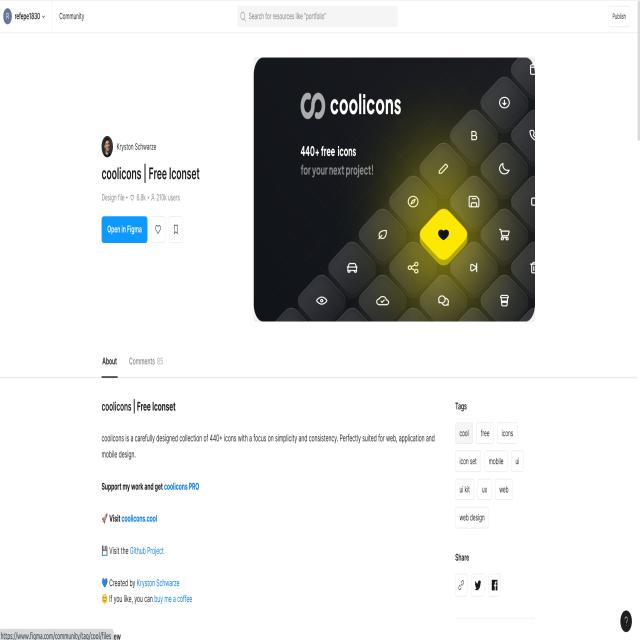 R refepe1830
Community
Search for resources like "portfolio"
Publish
coolicons
440+ free icons
for your next project!
Kryston Schwarze
coolicons | Free Iconset
Design file • 6.8k • 210k users
Open in Figma
About
Comments 85
coolicons | Free Iconset
coolicons is a carefully designed collection of 440+ icons with a focus on simplicity and consistency. Perfectly suited for web, application and
mobile design.
Support my work and get coolicons PRO
🚀 Visit coolicons.cool
💾 Visit the Github Project
💙 Created by Kryston Schwarze
😊 If you like, you can buy me a coffee
Tags
cool
free
icons
icon set
mobile
ui
ui kit
ux
web
web design
Share
?
https://www.figma.com/community/tag/cool/files
ew